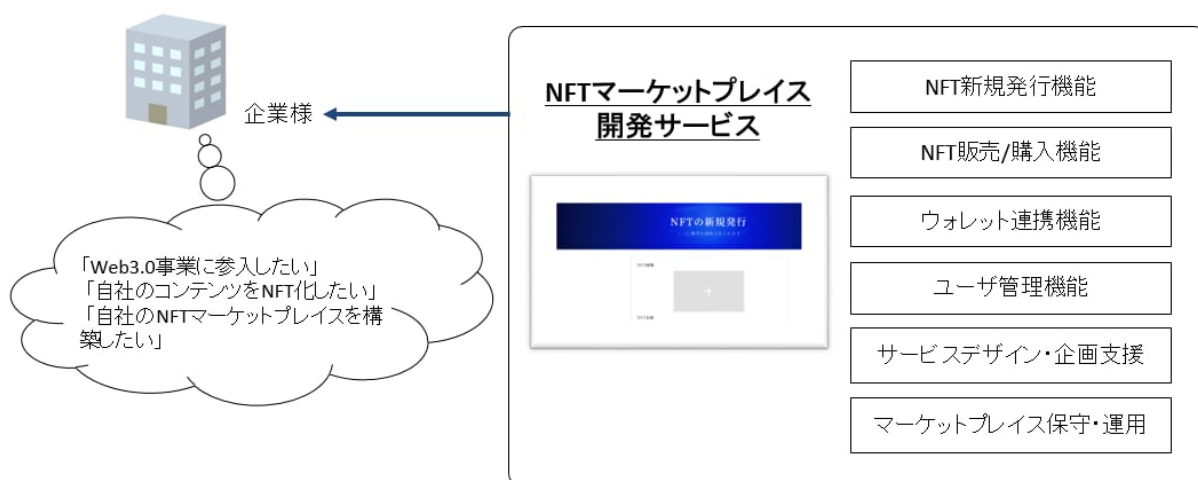 企業様
「Web3.0事業に参入したい」
「自社のコンテンツをNFT化したい」
「自社のNFTマーケットプレイスを構
築したい」
NFTマーケットプレイス
開発サービス
NFTの新規発行
NFT新規発行機能
NFT販売/購入機能
ウォレット連携機能
ユーザ管理機能
サービスデザイン・企画支援
マーケットプレイス保守・運用